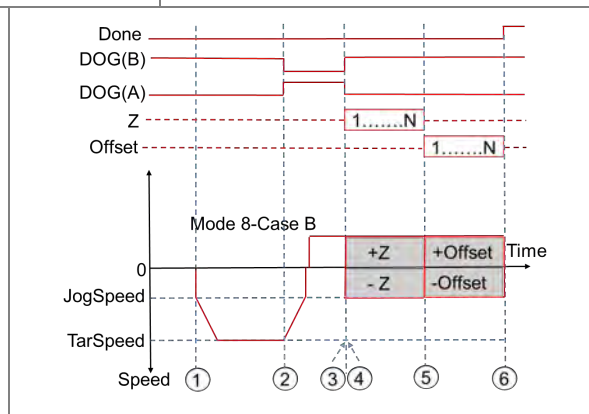 Done
DOG(B)
DOG(A)
Z 1.......N
Offset 1.......N
Mode 8-Case B
+Z +Offset Time
0
- Z -Offset
JogSpeed
TarSpeed
Speed ① ② ③ ④ ⑤ ⑥